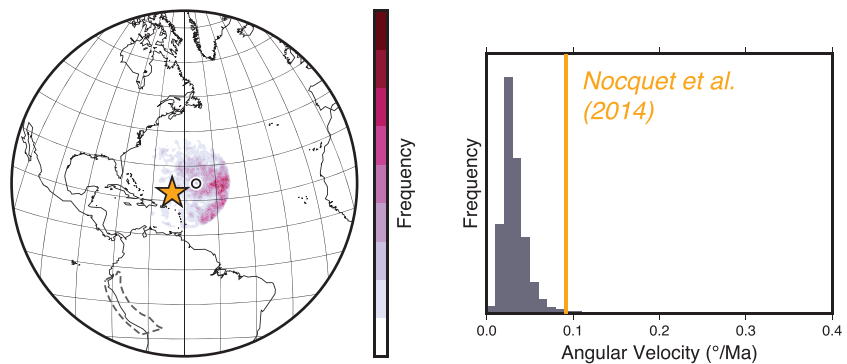 Frequency
Frequency
Nocquet et al.
(2014)
0.0 0.1 0.2 0.3 0.4
Angular Velocity (°/Ma)